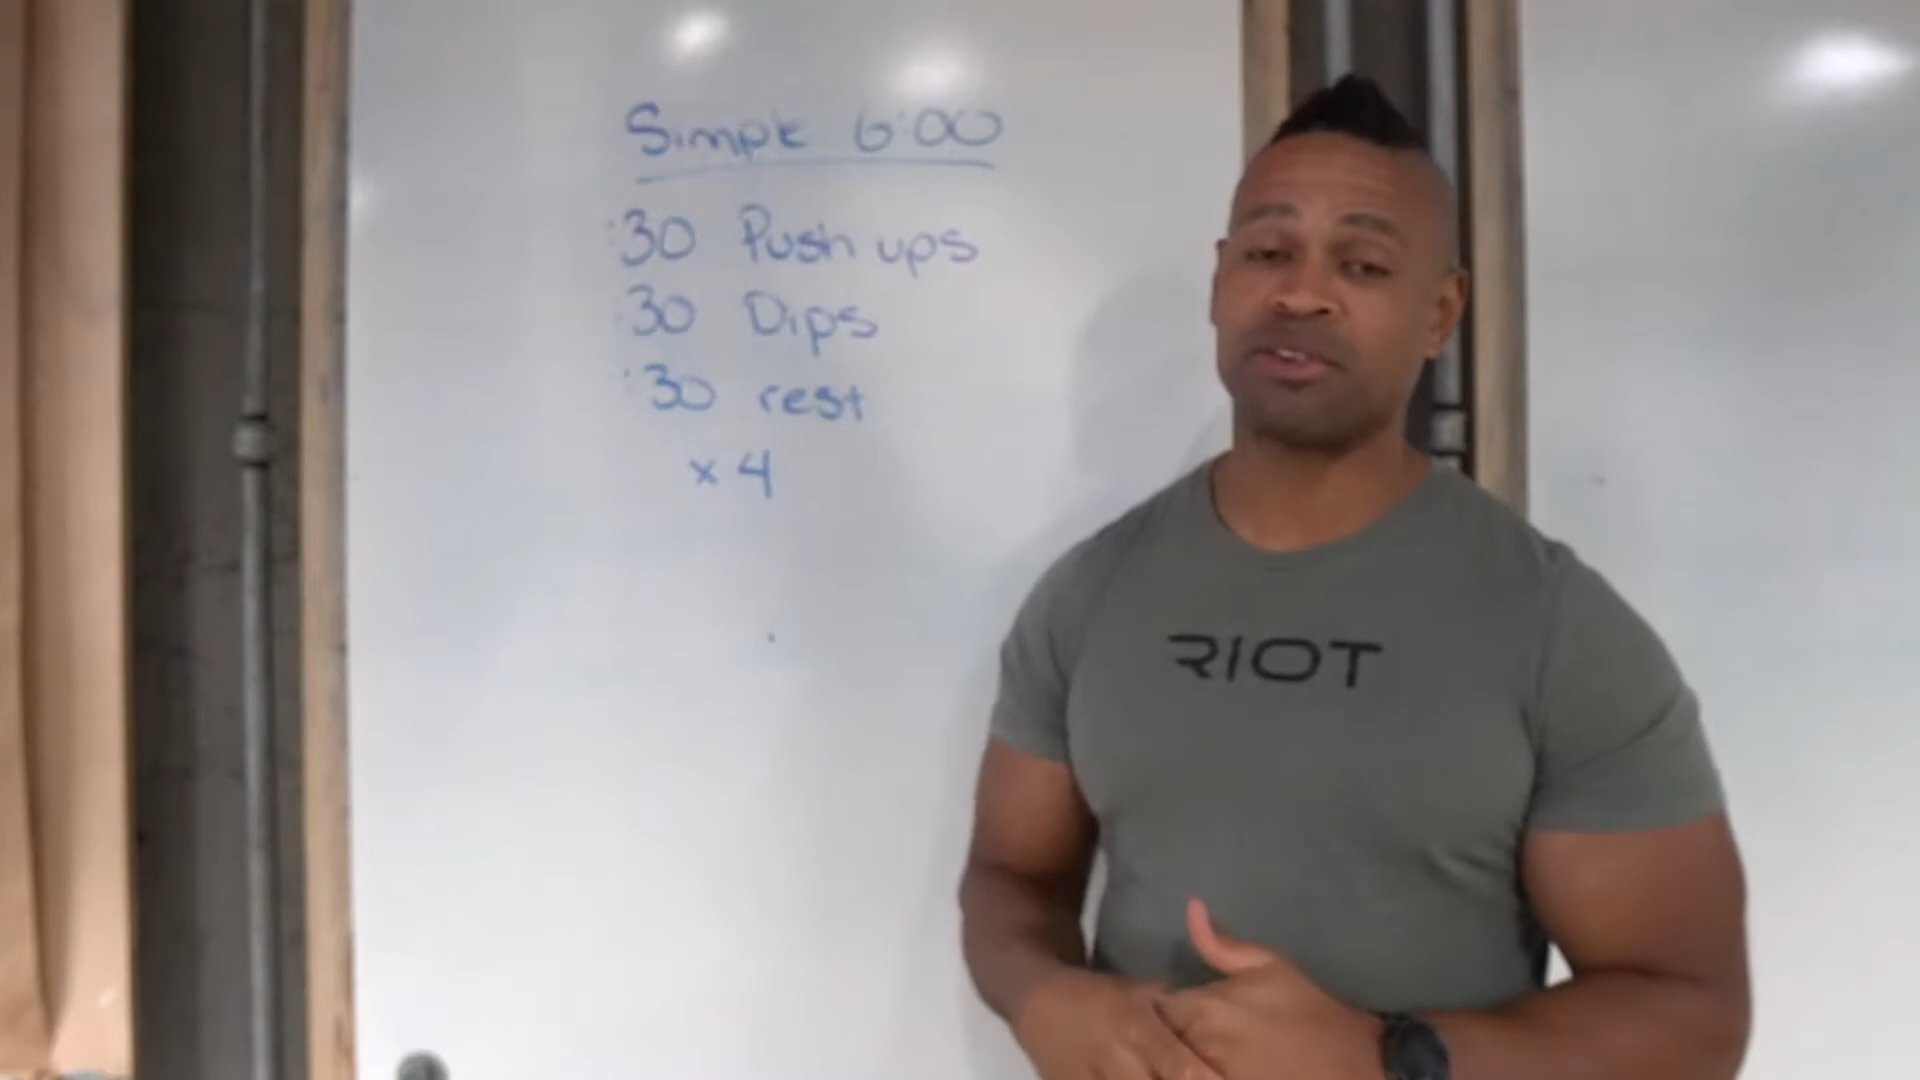 Simple 6:00
:30 Push ups
:30 Dips
:30 rest
x 4
RIOT